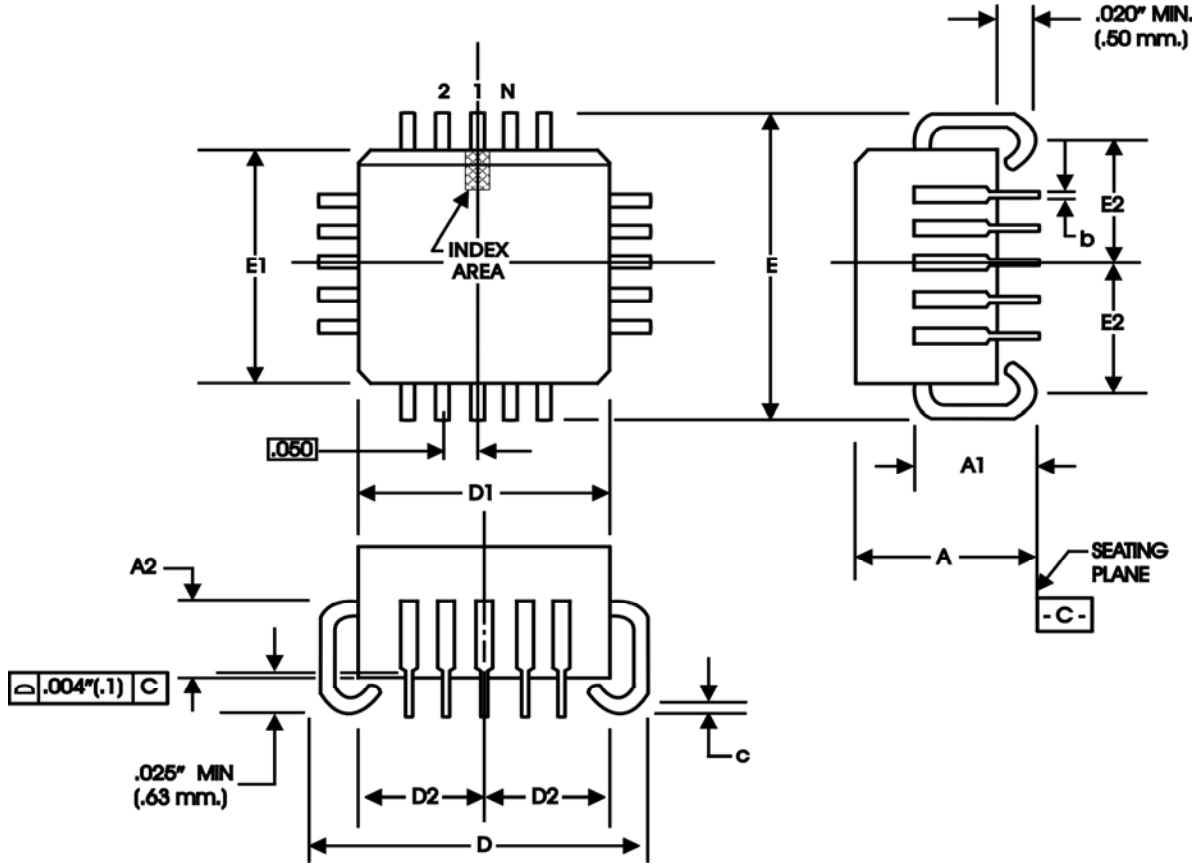 .020" MIN.
(.50 mm.)
2 1 N
E1
INDEX
AREA
E
E2
b
E2
.050
D1
A1
A
SEATING
PLANE
- C -
A2
.004"(.1) C
.025" MIN
(.63 mm.)
c
D2 D2
D